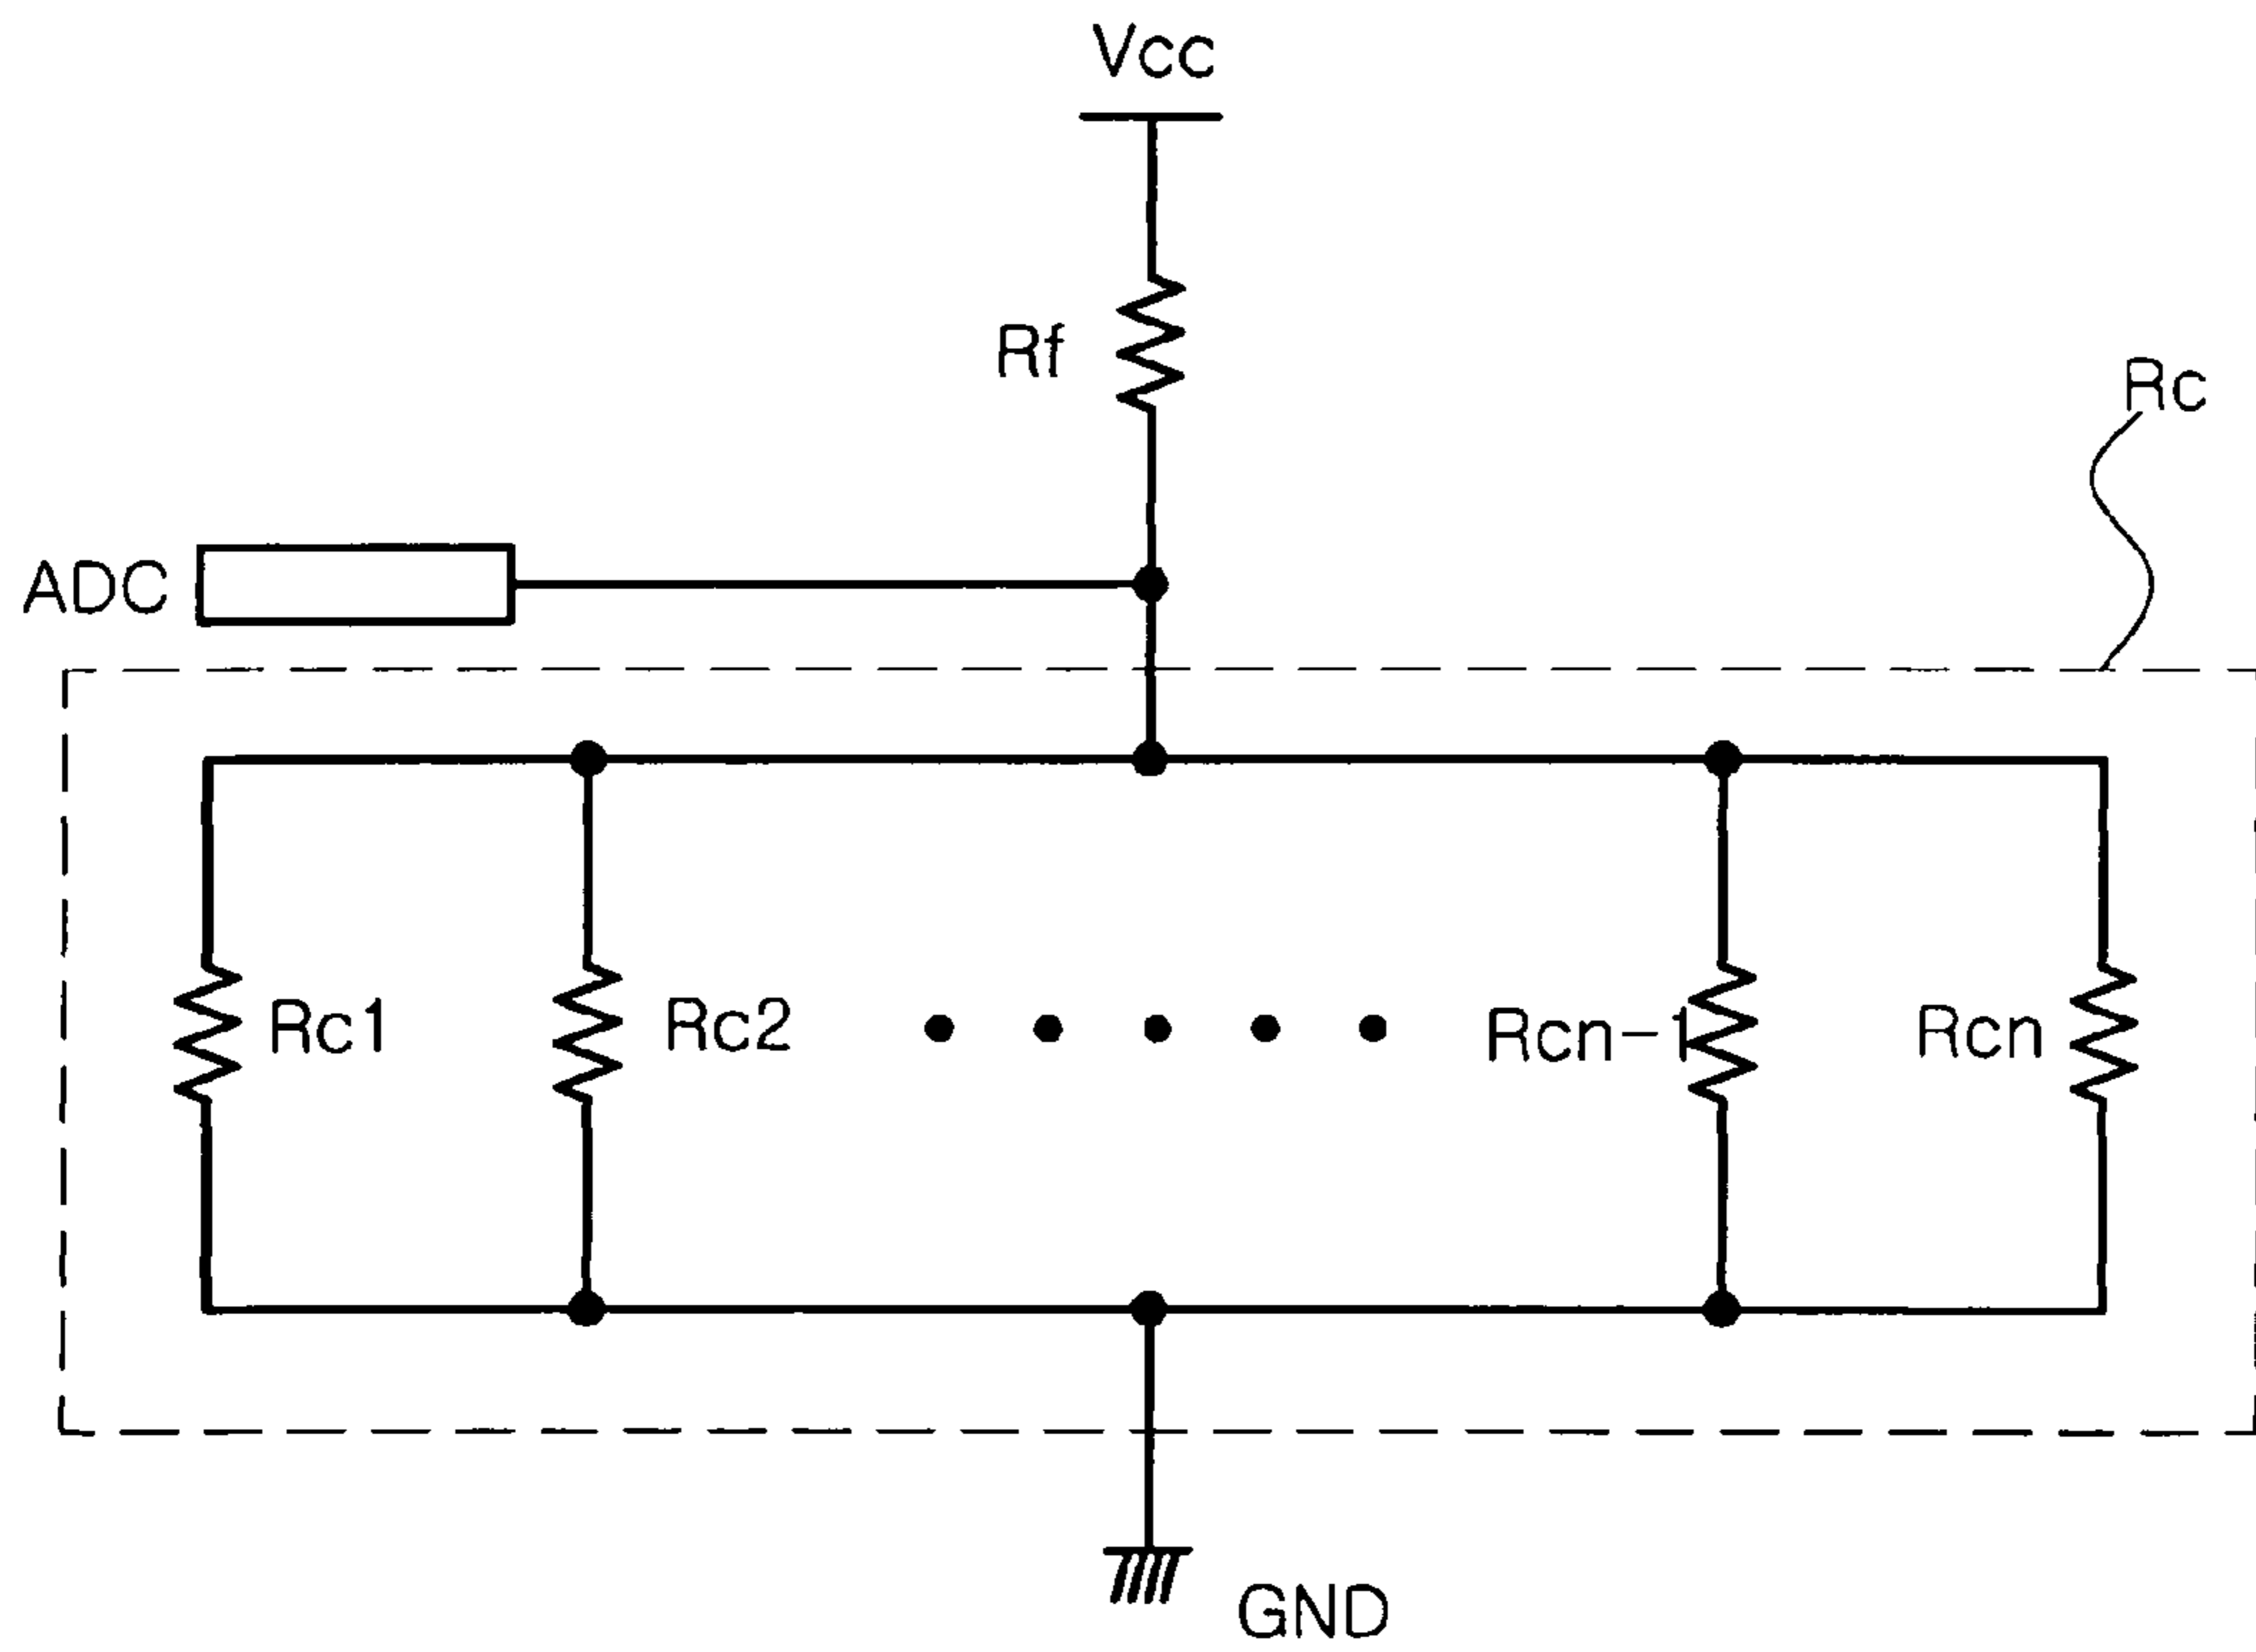 Vcc
Rf
Rc
ADC
Rc1
Rc2
Rcn-1
Rcn
GND